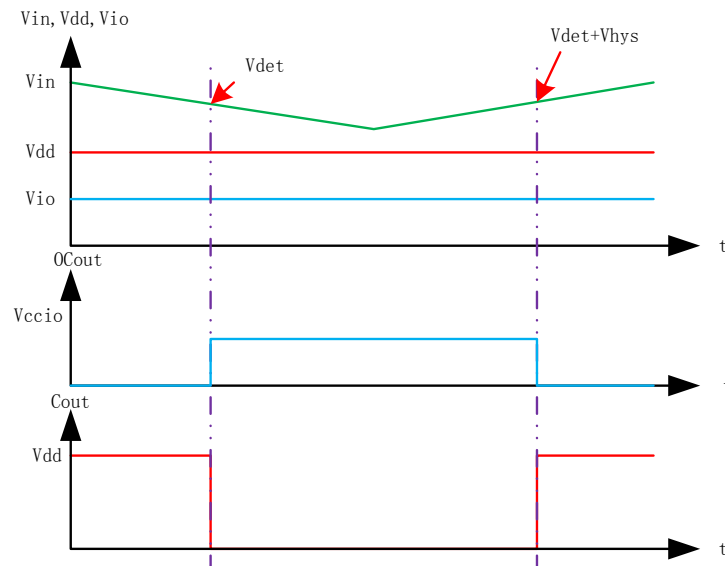 Vin,Vdd,Vio
Vdet+Vhys
Vdet
Vin
Vdd
Vio
t
OCout
Vccio
Cout
Vdd
t